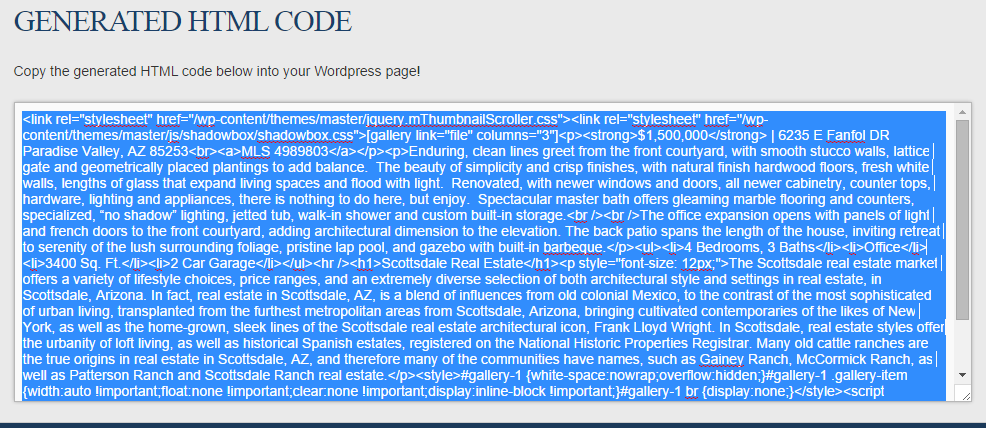 GENERATED HTML CODE
Copy the generated HTML code below into your Wordpress page!
<link rel="stylesheet" href="/wp-content/themes/master/jquery.mThumbnailScroller.css"><link rel="stylesheet" href="/wp-
content/themes/master/js/shadowbox/shadowbox.css">[gallery link="file" columns="3"]<p><strong>$1,500,000</strong> | 6235 E Fanfol DR
Paradise Valley, AZ 85253<br><a>MLS 4989803</a></p><p>Enduring, clean lines greet from the front courtyard, with smooth stucco walls, lattice
gate and geometrically placed plantings to add balance.  The beauty of simplicity and crisp finishes, with natural finish hardwood floors, fresh white
walls, lengths of glass that expand living spaces and flood with light.  Renovated, with newer windows and doors, all newer cabinetry, counter tops,
hardware, lighting and appliances, there is nothing to do here, but enjoy.  Spectacular master bath offers gleaming marble flooring and counters,
specialized, “no shadow” lighting, jetted tub, walk-in shower and custom built-in storage.<br /><br />The office expansion opens with panels of light
and french doors to the front courtyard, adding architectural dimension to the elevation. The back patio spans the length of the house, inviting retreat
to serenity of the lush surrounding foliage, pristine lap pool, and gazebo with built-in barbeque.</p><ul><li>4 Bedrooms, 3 Baths</li><li>Office</li>
<li>3400 Sq. Ft.</li><li>2 Car Garage</li></ul><hr /><h1>Scottsdale Real Estate</h1><p style="font-size: 12px;">The Scottsdale real estate market
offers a variety of lifestyle choices, price ranges, and an extremely diverse selection of both architectural style and settings in real estate, in
Scottsdale, Arizona. In fact, real estate in Scottsdale, AZ, is a blend of influences from old colonial Mexico, to the contrast of the most sophisticated
of urban living, transplanted from the furthest metropolitan areas from Scottsdale, Arizona, bringing cultivated contemporaries of the likes of New
York, as well as the home-grown, sleek lines of the Scottsdale real estate architectural icon, Frank Lloyd Wright. In Scottsdale, real estate styles offer
the urbanity of loft living, as well as historical Spanish estates, registered on the National Historic Properties Registrar. Many old cattle ranches are
the true origins in real estate in Scottsdale, AZ, and therefore many of the communities have names, such as Gainey Ranch, McCormick Ranch, as
well as Patterson Ranch and Scottsdale Ranch real estate.</p><style>#gallery-1 {white-space:nowrap;overflow:hidden;}#gallery-1 .gallery-item
{width:auto !important;float:none !important;clear:none !important;display:inline-block !important;}#gallery-1 br {display:none;}</style><script